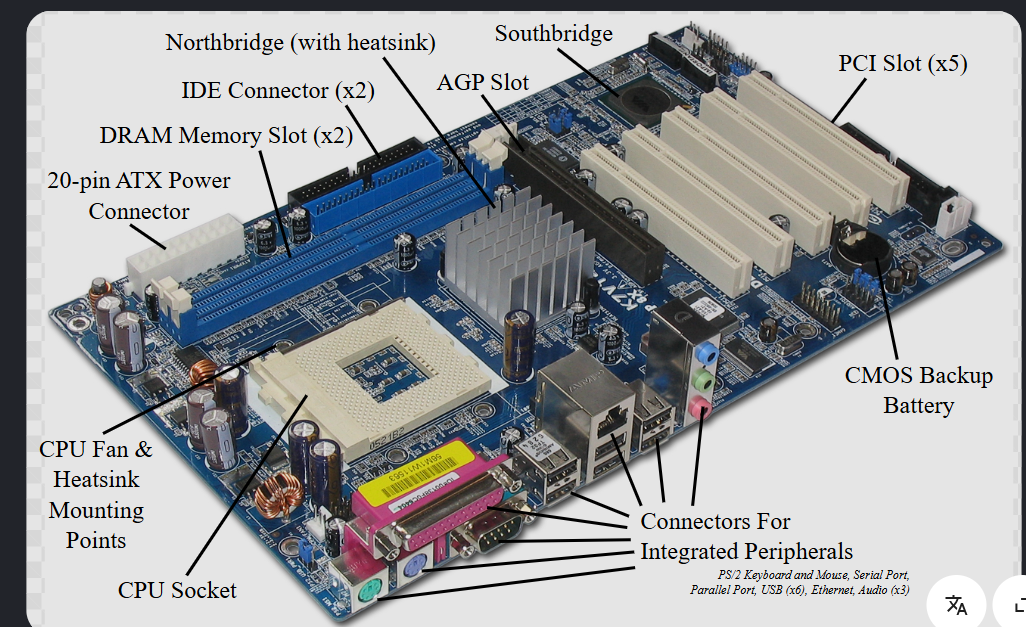 Northbridge (with heatsink)
Southbridge
PCI Slot (x5)
IDE Connector (x2)
AGP Slot
DRAM Memory Slot (x2)
20-pin ATX Power
Connector
CMOS Backup
Battery
CPU Fan &
Heatsink
Mounting
Points
CPU Socket
Connectors For
Integrated Peripherals
PS/2 Keyboard and Mouse, Serial Port,
Parallel Port, USB (x6), Ethernet, Audio (x3)